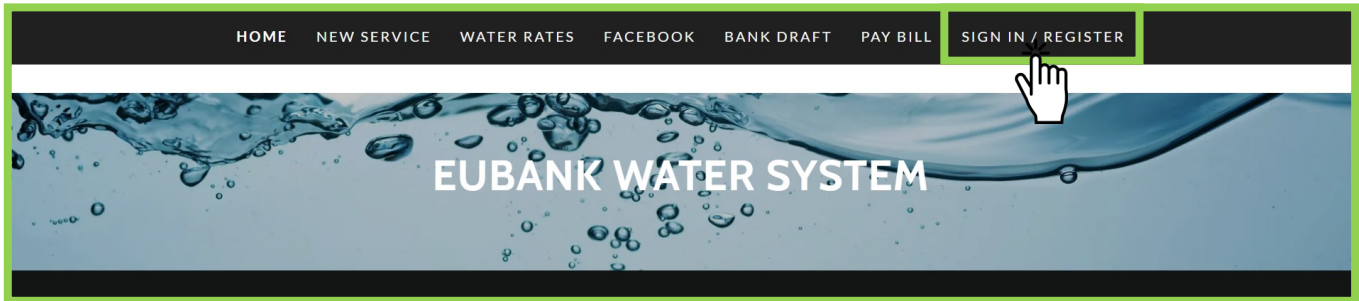 HOME NEW SERVICE WATER RATES FACEBOOK BANK DRAFT PAY BILL SIGN IN / REGISTER
EUBANK WATER SYSTEM